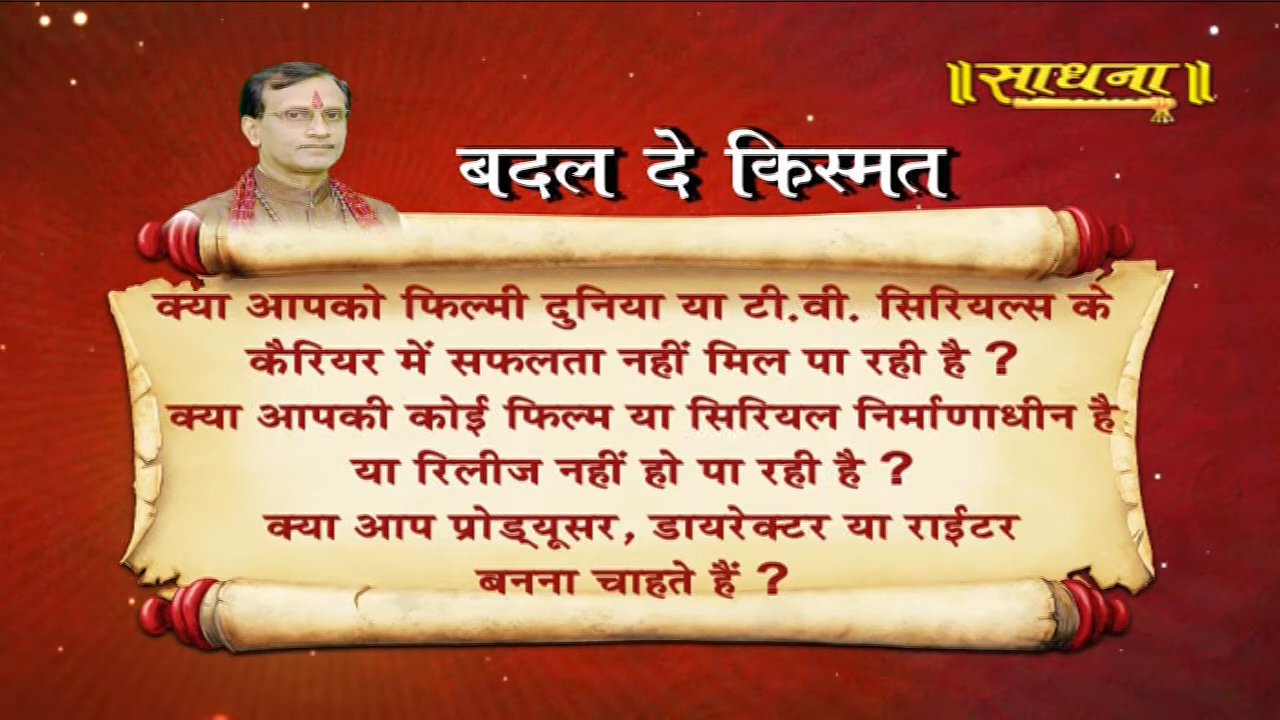 ॥साधना॥
बदल दे किस्मत
क्या आपको फिल्मी दुनिया या टी.वी. सिरियल्स के
कैरियर में सफलता नहीं मिल पा रही है ?
क्या आपकी कोई फिल्म या सिरियल निर्माणाधीन है
या रिलीज नहीं हो पा रही है ?
क्या आप प्रोड्यूसर, डायरेक्टर या राईटर
बनना चाहते हैं ?